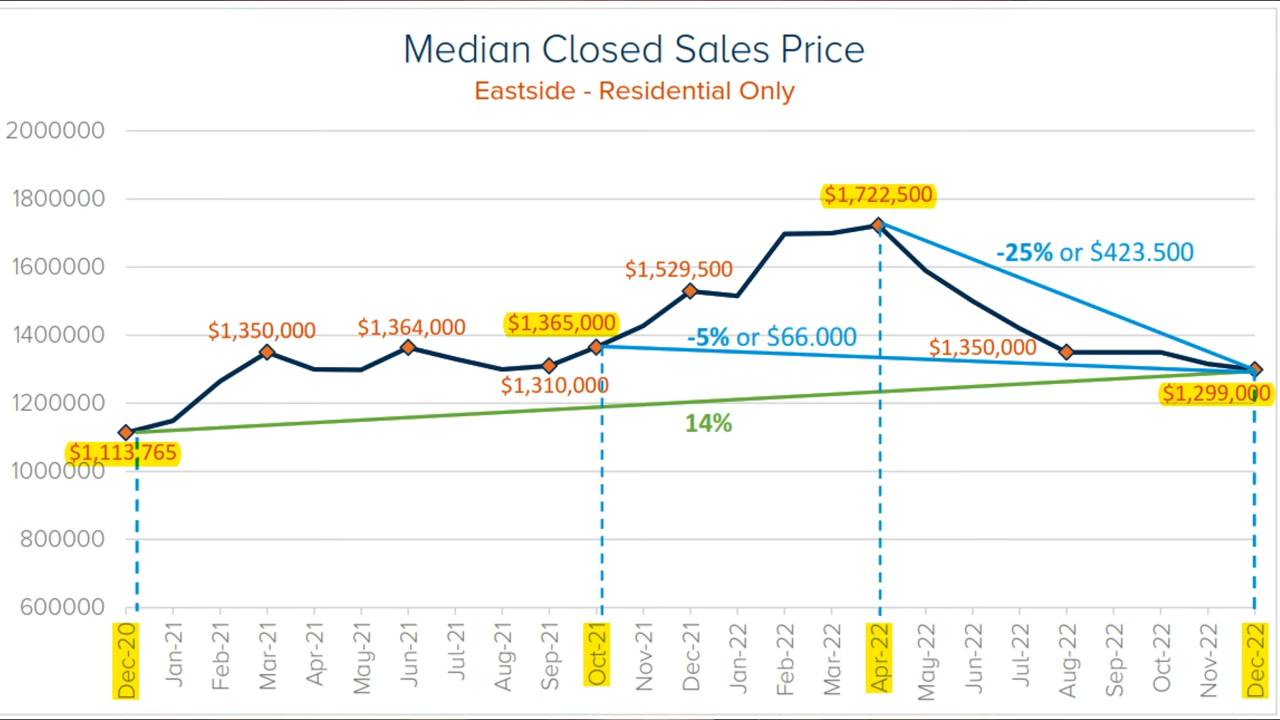 Median Closed Sales Price
Eastside - Residential Only
2000000
1800000
1600000
1400000
1200000
1000000
800000
600000
$1,113,765
$1,350,000
$1,364,000
$1,310,000
$1,365,000
$1,529,500
$1,722,500
$1,350,000
$1,299,000
-25% or $423.500
-5% or $66.000
14%
Dec-20
Jan-21
Feb-21
Mar-21
Apr-21
May-21
Jun-21
Jul-21
Aug-21
Sep-21
Oct-21
Nov-21
Dec-21
Jan-22
Feb-22
Mar-22
Apr-22
May-22
Jun-22
Jul-22
Aug-22
Sep-22
Oct-22
Nov-22
Dec-22